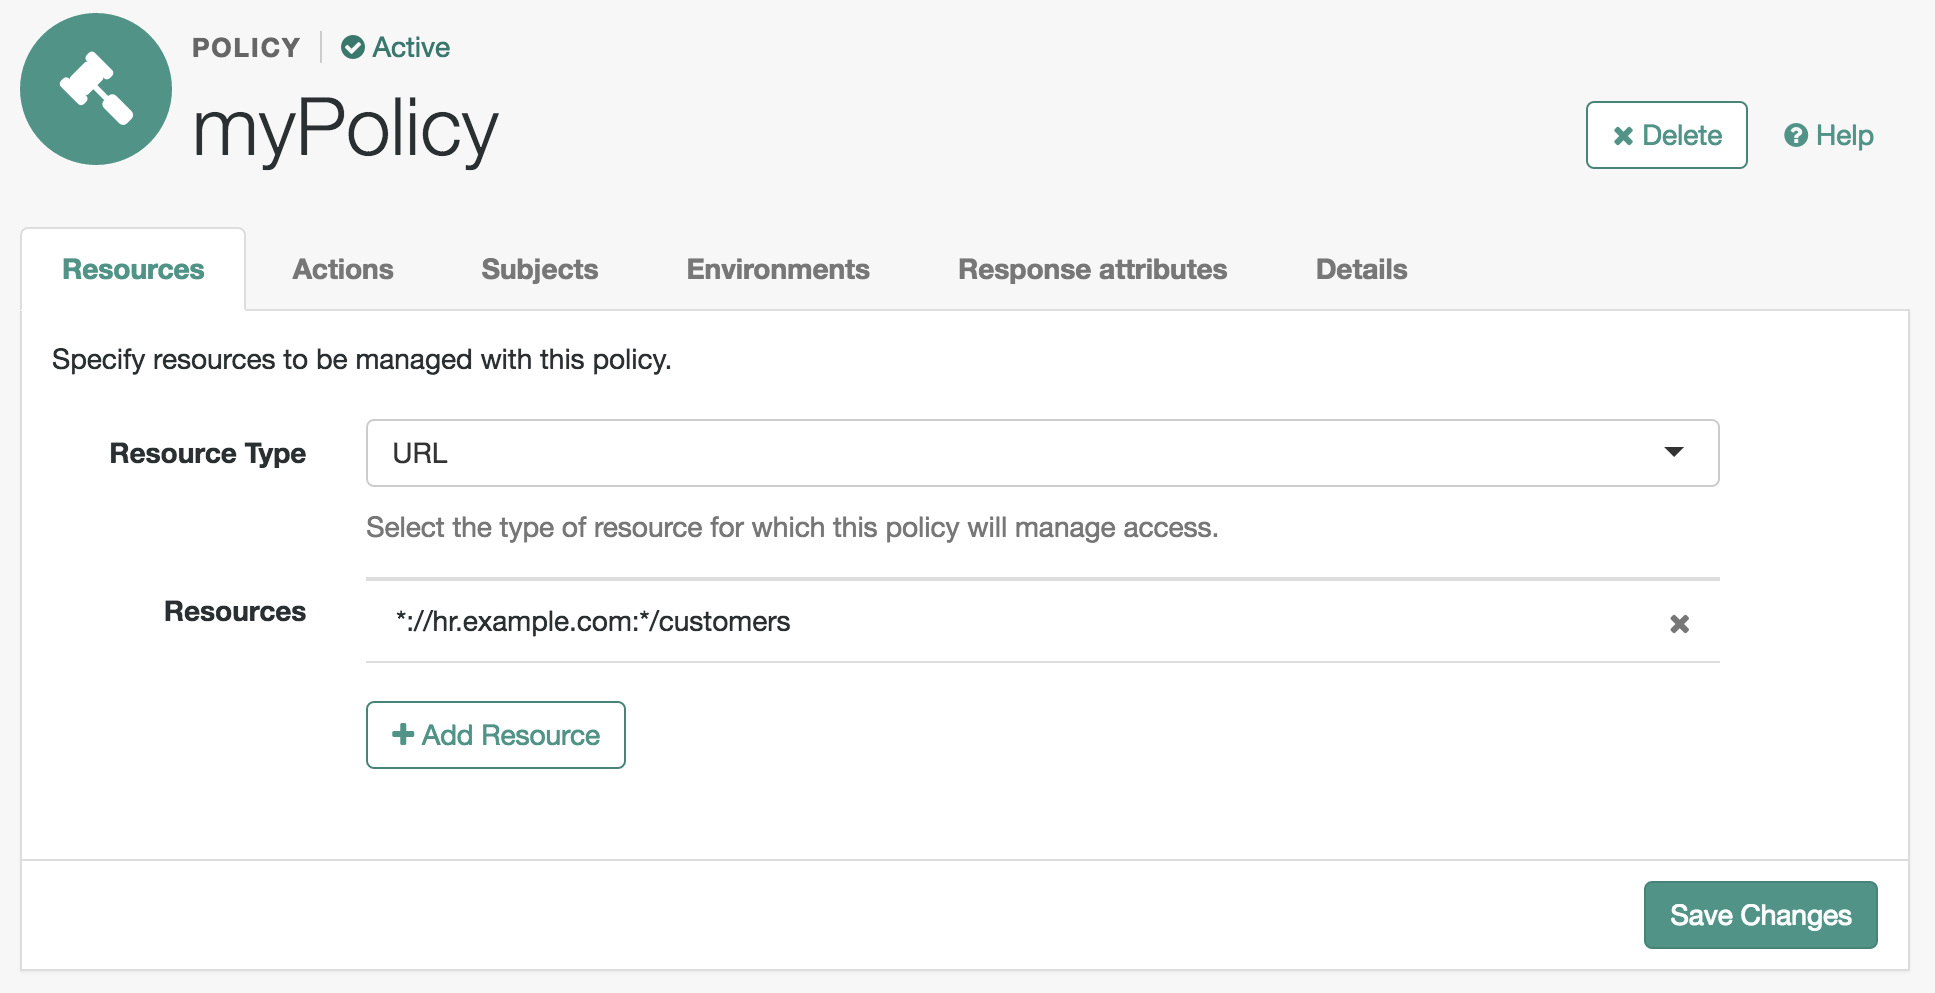 POLICY Active
myPolicy
Delete Help
Resources Actions Subjects Environments Response attributes Details
Specify resources to be managed with this policy.
Resource Type URL
Select the type of resource for which this policy will manage access.
Resources *://hr.example.com:*/customers
Add Resource
Save Changes